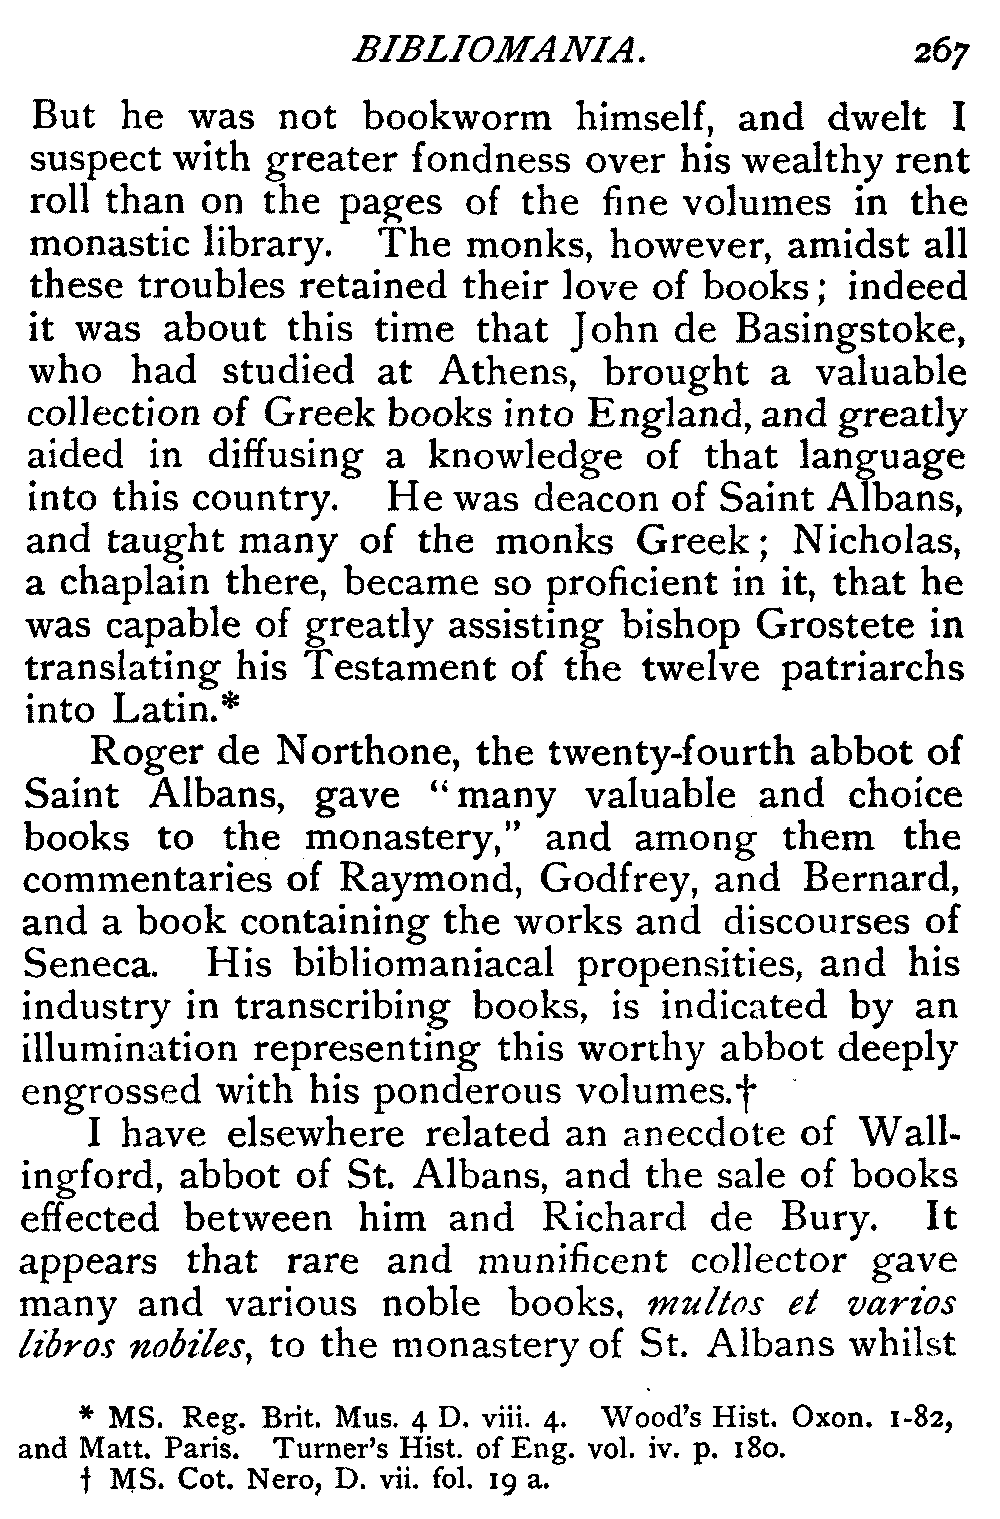 BIBLIOMANIA. 267
But he was not bookworm himself, and dwelt I
suspect with greater fondness over his wealthy rent
roll than on the pages of the fine volumes in the
monastic library. The monks, however, amidst all
these troubles retained their love of books; indeed
it was about this time that John de Basingstoke,
who had studied at Athens, brought a valuable
collection of Greek books into England, and greatly
aided in diffusing a knowledge of that language
into this country. He was deacon of Saint Albans,
and taught many of the monks Greek; Nicholas,
a chaplain there, became so proficient in it, that he
was capable of greatly assisting bishop Grostete in
translating his Testament of the twelve patriarchs
into Latin.*
Roger de Northone, the twenty-fourth abbot of
Saint Albans, gave "many valuable and choice
books to the monastery," and among them the
commentaries of Raymond, Godfrey, and Bernard,
and a book containing the works and discourses of
Seneca. His bibliomaniacal propensities, and his
industry in transcribing books, is indicated by an
illumination representing this worthy abbot deeply
engrossed with his ponderous volumes.†
I have elsewhere related an anecdote of Wall-
ingford, abbot of St. Albans, and the sale of books
effected between him and Richard de Bury. It
appears that rare and munificent collector gave
many and various noble books, multos et varios
libros nobiles, to the monastery of St. Albans whilst
* MS. Reg. Brit. Mus. 4 D. viii. 4. Wood's Hist. Oxon. 1-82,
and Matt. Paris. Turner's Hist. of Eng. vol. iv. p. 180.
† MS. Cot. Nero, D. vii. fol. 19 a.